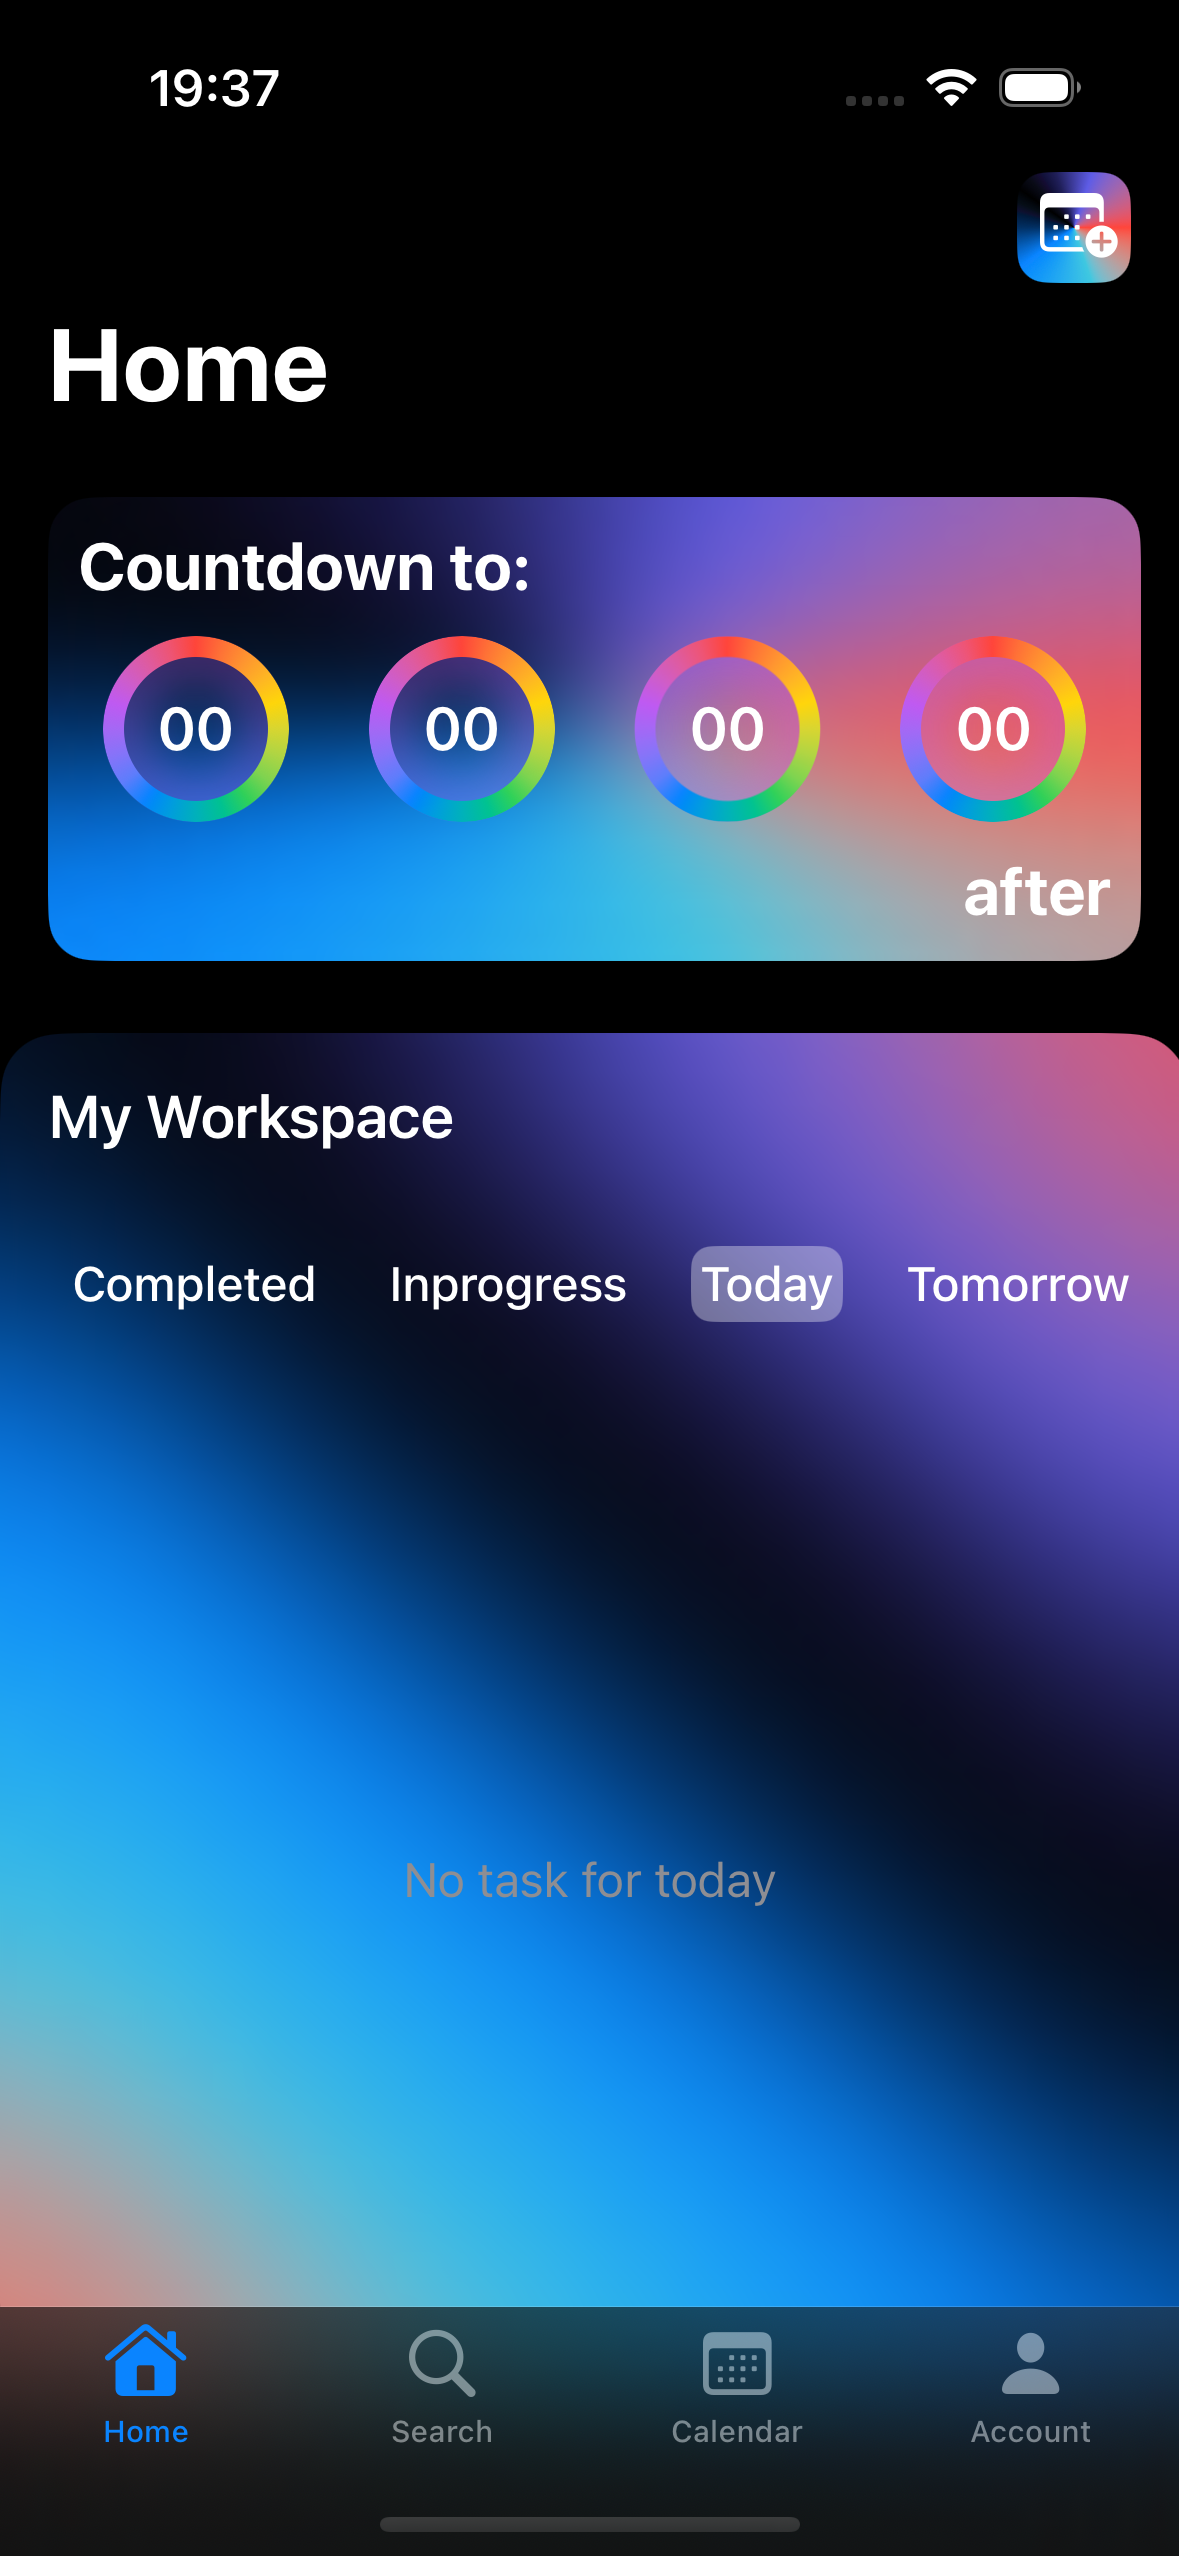 19:37
Home
Countdown to:
00 00 00 00
after
My Workspace
Completed Inprogress Today Tomorrow
No task for today
Home Search Calendar Account